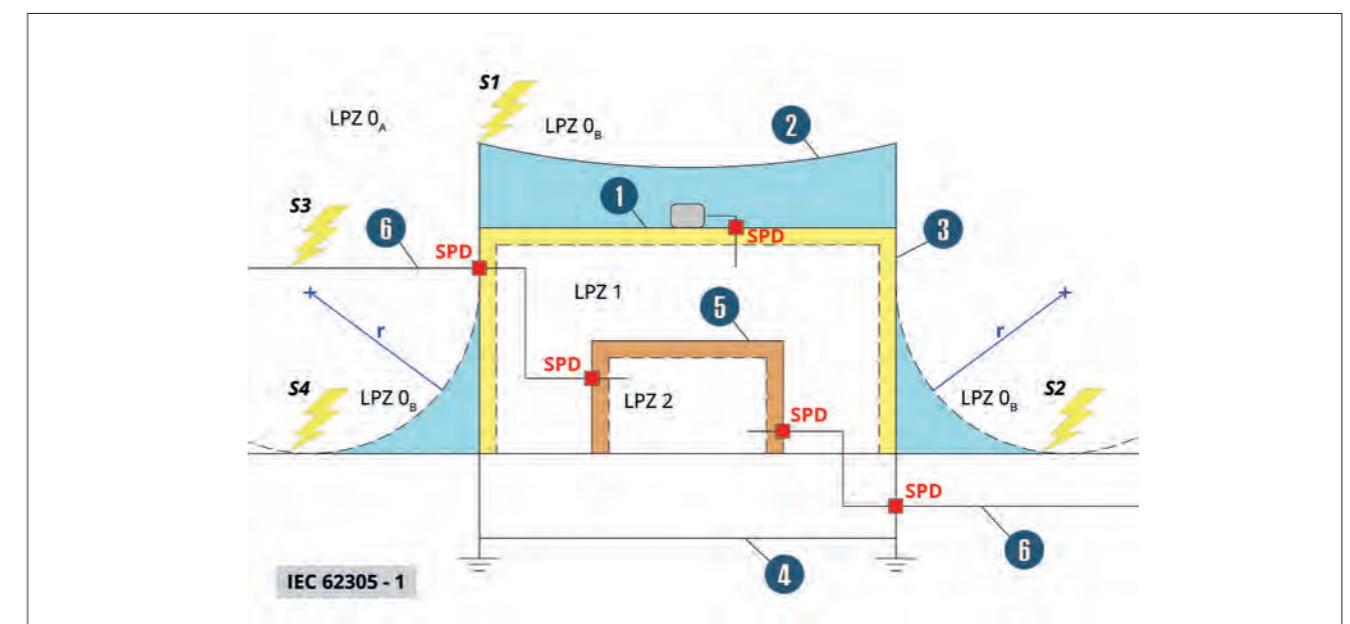 S1
LPZ 0A
LPZ 0B
2
1
S3
6
3
SPD
SPD
LPZ 1
5
r
r
SPD
S4
LPZ 0B
LPZ 2
SPD
LPZ 0B
S2
SPD
4
6
IEC 62305 - 1